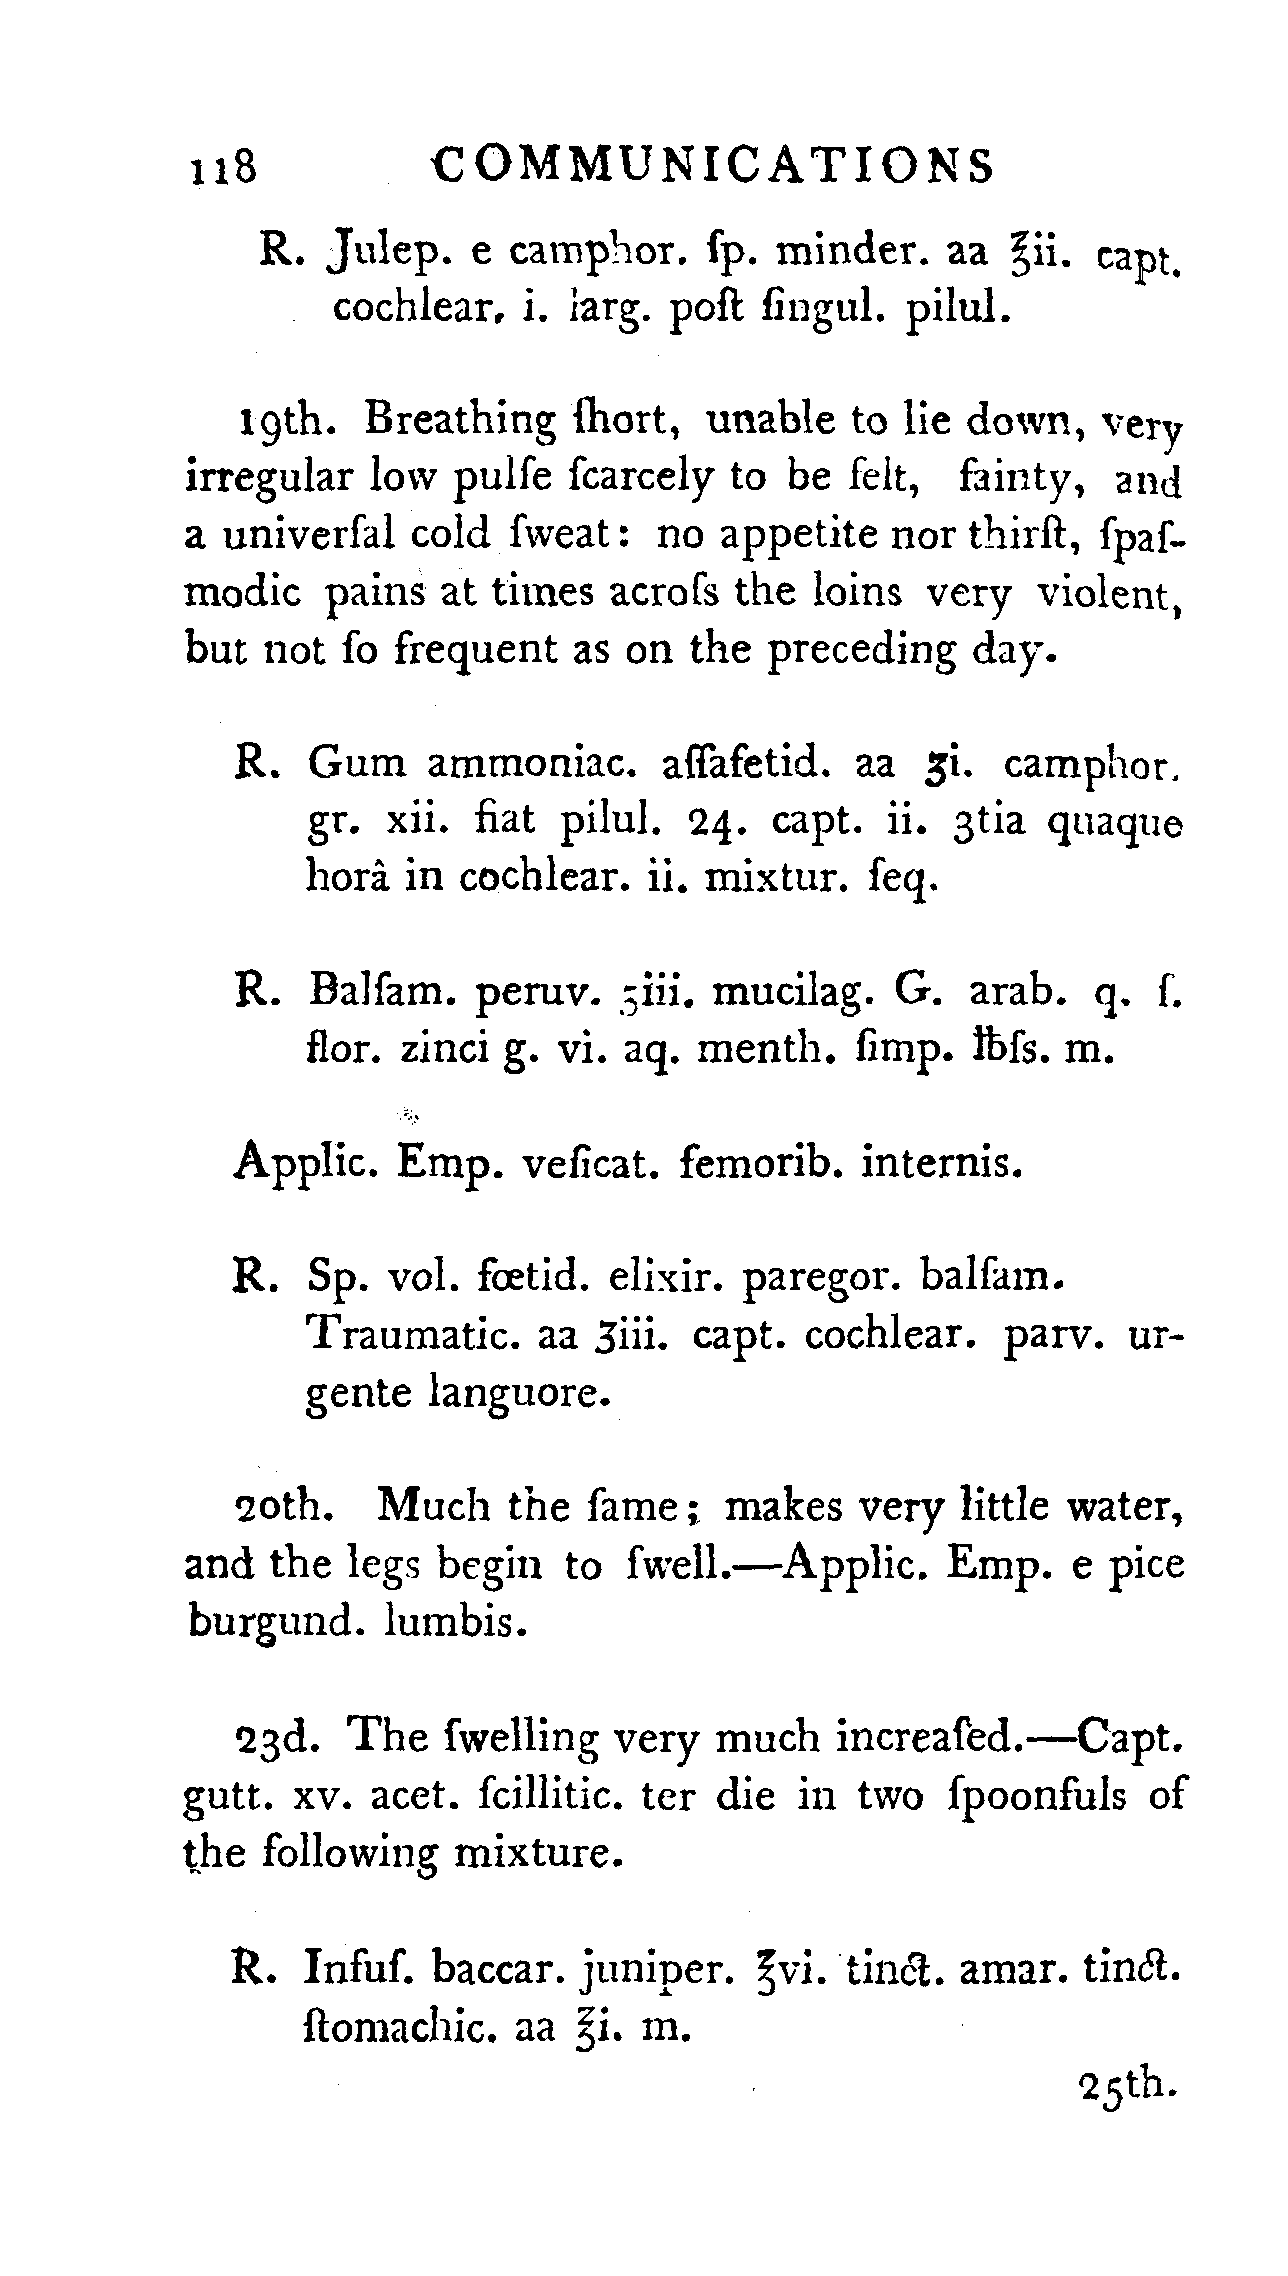 118 COMMUNICATIONS
R. Julep. e camphor. ſp. minder. aa ℥ii. capt.
cochlear. i. larg. poſt ſingul. pilul.
19th. Breathing ſhort, unable to lie down, very
irregular low pulſe ſcarcely to be felt, fainty, and
a univerſal cold ſweat: no appetite nor thirſt, ſpaſ-
modic pains at times acroſs the loins very violent,
but not ſo frequent as on the preceding day.
R. Gum ammoniac. aſſafetid. aa ʒi. camphor.
gr. xii. fiat pilul. 24. capt. ii. 3tia quaque
horâ in cochlear. ii. mixtur. ſeq.
R. Balſam. peruv. ʒiii. mucilag. G. arab. q. ſ.
flor. zinci g. vi. aq. menth. ſimp. ℔ſs. m.
Applic. Emp. veſicat. femorib. internis.
R. Sp. vol. fœtid. elixir. paregor. balſam.
Traumatic. aa ʒiii. capt. cochlear. parv. ur-
gente languore.
20th. Much the ſame; makes very little water,
and the legs begin to ſwell.—Applic. Emp. e pice
burgund. lumbis.
23d. The ſwelling very much increaſed.—Capt.
gutt. xv. acet. ſcillitic. ter die in two ſpoonfuls of
the following mixture.
R. Infuſ. baccar. juniper. ℥vi. tinct. amar. tinct.
ſtomachic. aa ℥i. m.
25th.